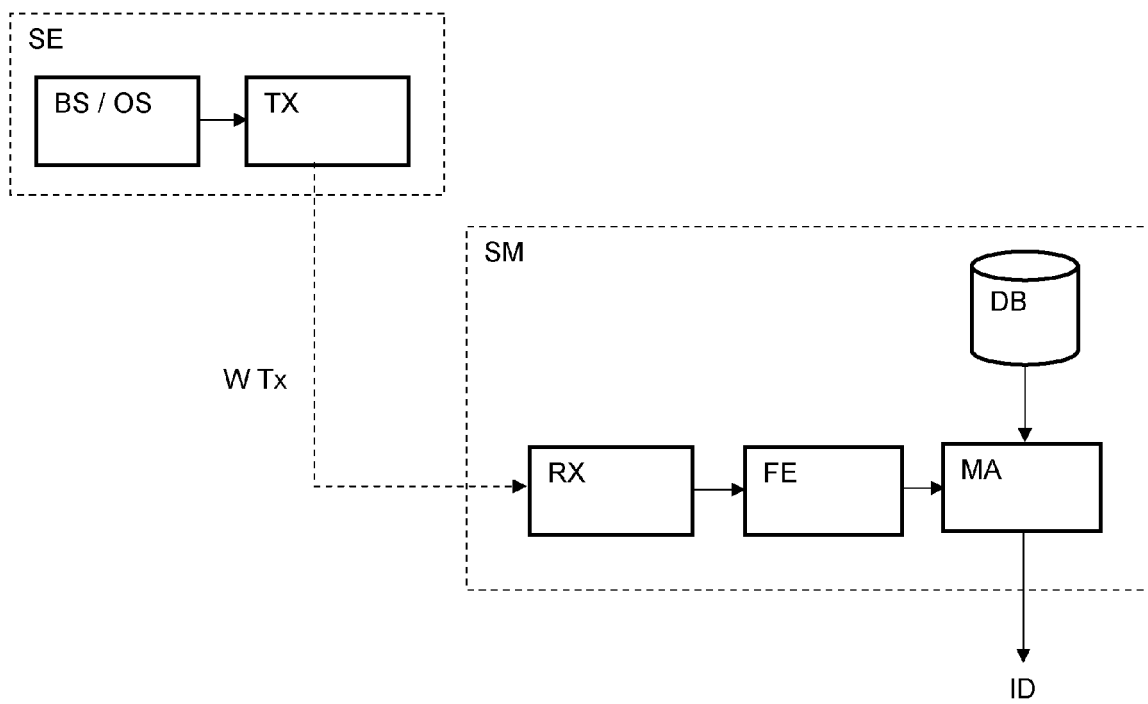 SE
BS / OS
TX
SM
DB
W Tx
RX
FE
MA
ID